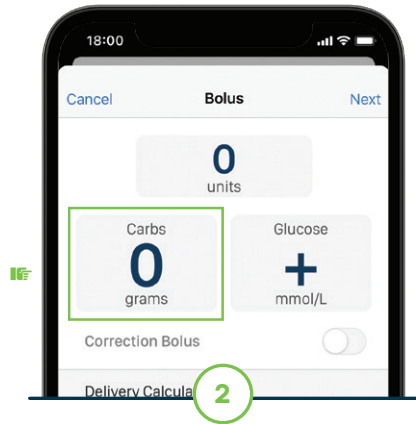 18:00
Cancel Bolus Next
0
units
Carbs
0
grams
Glucose
+
mmol/L
Correction Bolus
Delivery Calcula
2